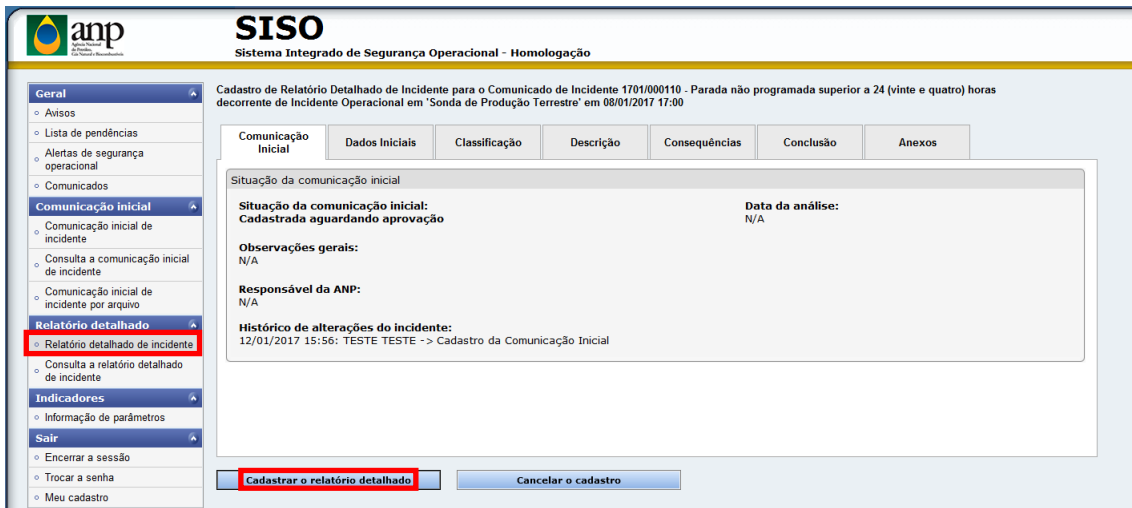 anp
Agência Nacional
do Petróleo,
Gás Natural e Biocombustíveis
SISO
Sistema Integrado de Segurança Operacional - Homologação
Geral
Avisos
Lista de pendências
Alertas de segurança
operacional
Comunicados
Comunicação inicial
Comunicação inicial de
incidente
Consulta a comunicação inicial
de incidente
Comunicação inicial de
incidente por arquivo
Relatório detalhado
Relatório detalhado de incidente
Consulta a relatório detalhado
de incidente
Indicadores
Informação de parâmetros
Sair
Encerrar a sessão
Trocar a senha
Meu cadastro
Cadastro de Relatório Detalhado de Incidente para o Comunicado de Incidente 1701/000110 - Parada não programada superior a 24 (vinte e quatro) horas
decorrente de Incidente Operacional em 'Sonda de Produção Terrestre' em 08/01/2017 17:00
Comunicação
Inicial
Dados Iniciais
Classificação
Descrição
Consequências
Conclusão
Anexos
Situação da comunicação inicial
Situação da comunicação inicial:
Cadastrada aguardando aprovação
Data da análise:
N/A
Observações gerais:
N/A
Responsável da ANP:
N/A
Histórico de alterações do incidente:
12/01/2017 15:56: TESTE TESTE -> Cadastro da Comunicação Inicial
Cadastrar o relatório detalhado
Cancelar o cadastro